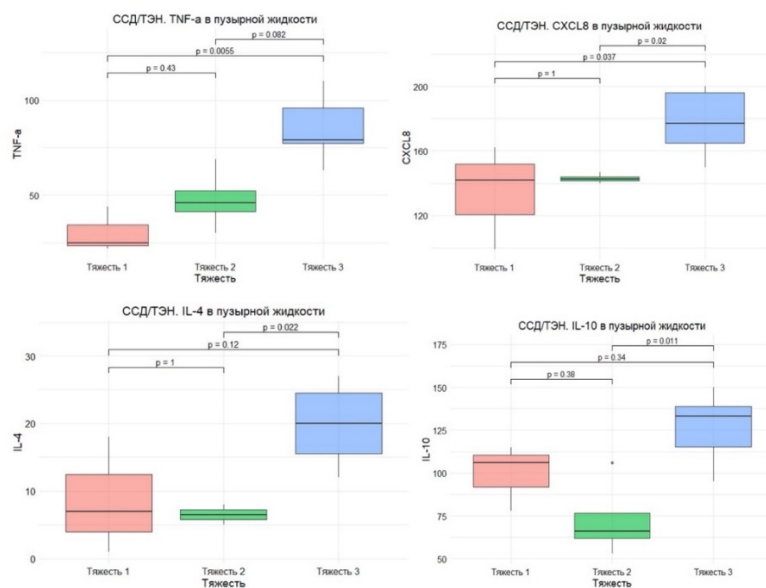 ССД/ТЭН. TNF-а в пузырной жидкости
p = 0.082
p = 0.0055
p = 0.43
100
50
TNF-a
Тяжесть 1 Тяжесть 2 Тяжесть 3
Тяжесть
ССД/ТЭН. CXCL8 в пузырной жидкости
p = 0.02
p = 0.037
p = 1
200
160
120
CXCL8
Тяжесть 1 Тяжесть 2 Тяжесть 3
Тяжесть
ССД/ТЭН. IL-4 в пузырной жидкости
p = 0.022
p = 0.12
p = 1
30
20
10
0
IL-4
Тяжесть 1 Тяжесть 2 Тяжесть 3
Тяжесть
ССД/ТЭН. IL-10 в пузырной жидкости
p = 0.011
p = 0.34
p = 0.38
175
150
125
100
75
50
IL-10
Тяжесть 1 Тяжесть 2 Тяжесть 3
Тяжесть